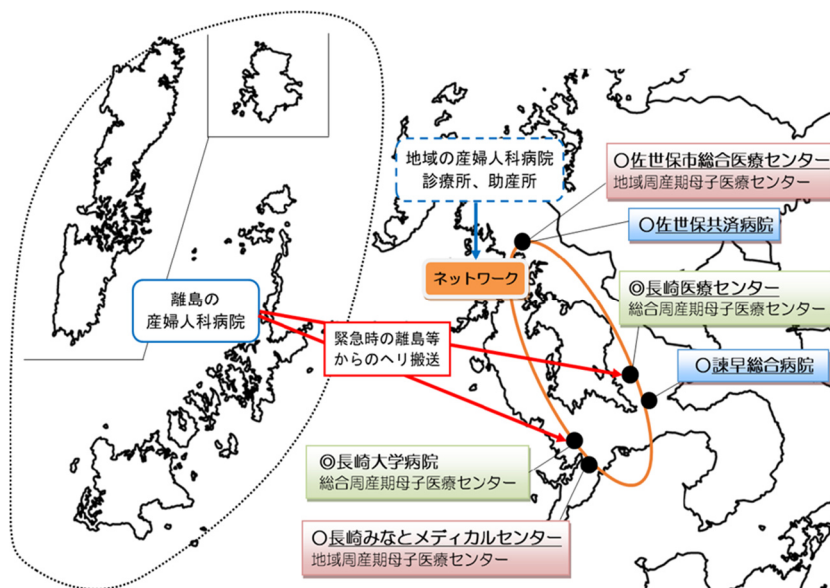 地域の産婦人科病院
診療所、助産所
〇佐世保市総合医療センター
地域周産期母子医療センター
〇佐世保共済病院
ネットワーク
◎長崎医療センター
総合周産期母子医療センター
離島の
産婦人科病院
緊急時の離島等
からのヘリ搬送
〇諫早総合病院
◎長崎大学病院
総合周産期母子医療センター
〇長崎みなとメディカルセンター
地域周産期母子医療センター